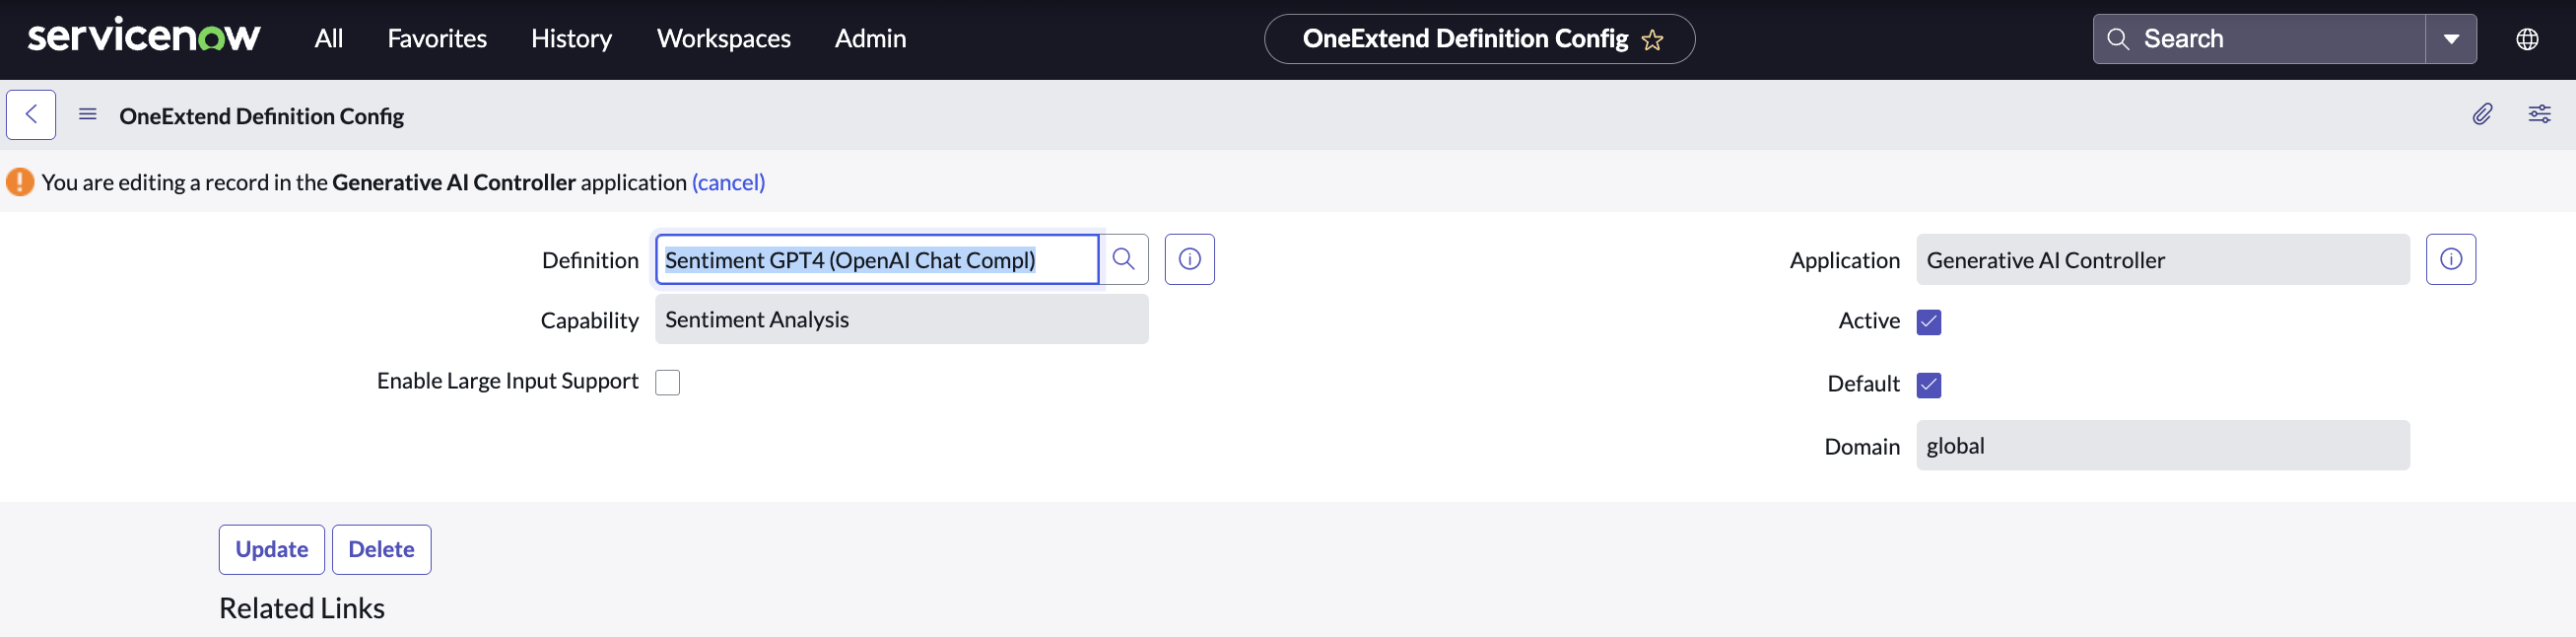 servicenow All Favorites History Workspaces Admin OneExtend Definition Config Search
OneExtend Definition Config
You are editing a record in the Generative AI Controller application (cancel)
Definition Sentiment GPT4 (OpenAI Chat Compl) Application Generative AI Controller
Capability Sentiment Analysis Active
Enable Large Input Support Default
Domain global
Update Delete
Related Links